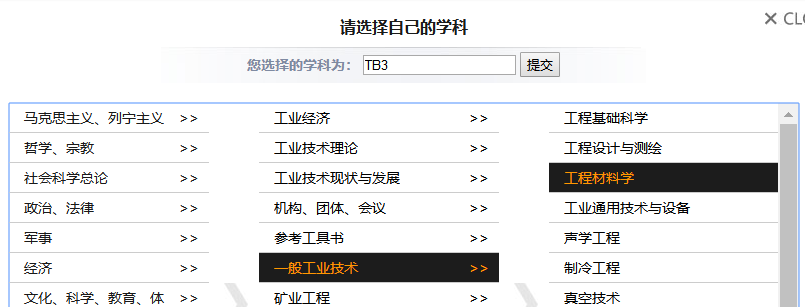 请选择自己的学科
× CLO
您选择的学科为： TB3 提交
马克思主义、列宁主义 >>
哲学、宗教 >>
社会科学总论 >>
政治、法律 >>
军事 >>
经济 >>
文化、科学、教育、体
工业经济 >>
工业技术理论 >>
工业技术现状与发展 >>
机构、团体、会议 >>
参考工具书 >>
一般工业技术 >>
矿业工程 >>
工程基础科学
工程设计与测绘
工程材料学
工业通用技术与设备
声学工程
制冷工程
真空技术